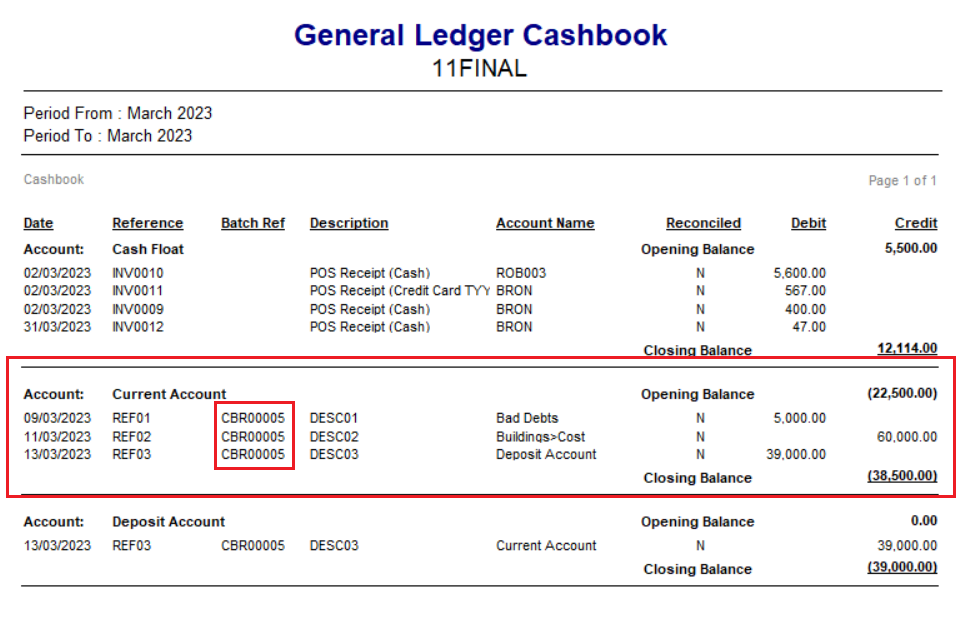 General Ledger Cashbook
11FINAL
Period From : March 2023
Period To : March 2023
Cashbook Page 1 of 1
Date Reference Batch Ref Description Account Name Reconciled Debit Credit
Account: Cash Float Opening Balance 5,500.00
02/03/2023 INV0010 POS Receipt (Cash) ROB003 N 5,600.00
02/03/2023 INV0011 POS Receipt (Credit Card TYY BRON N 567.00
02/03/2023 INV0009 POS Receipt (Cash) BRON N 400.00
31/03/2023 INV0012 POS Receipt (Cash) BRON N 47.00
Closing Balance 12,114.00
Account: Current Account Opening Balance (22,500.00)
09/03/2023 REF01 CBR00005 DESC01 Bad Debts N 5,000.00
11/03/2023 REF02 CBR00005 DESC02 Buildings>Cost N 60,000.00
13/03/2023 REF03 CBR00005 DESC03 Deposit Account N 39,000.00
Closing Balance (38,500.00)
Account: Deposit Account Opening Balance 0.00
13/03/2023 REF03 CBR00005 DESC03 Current Account N 39,000.00
Closing Balance (39,000.00)